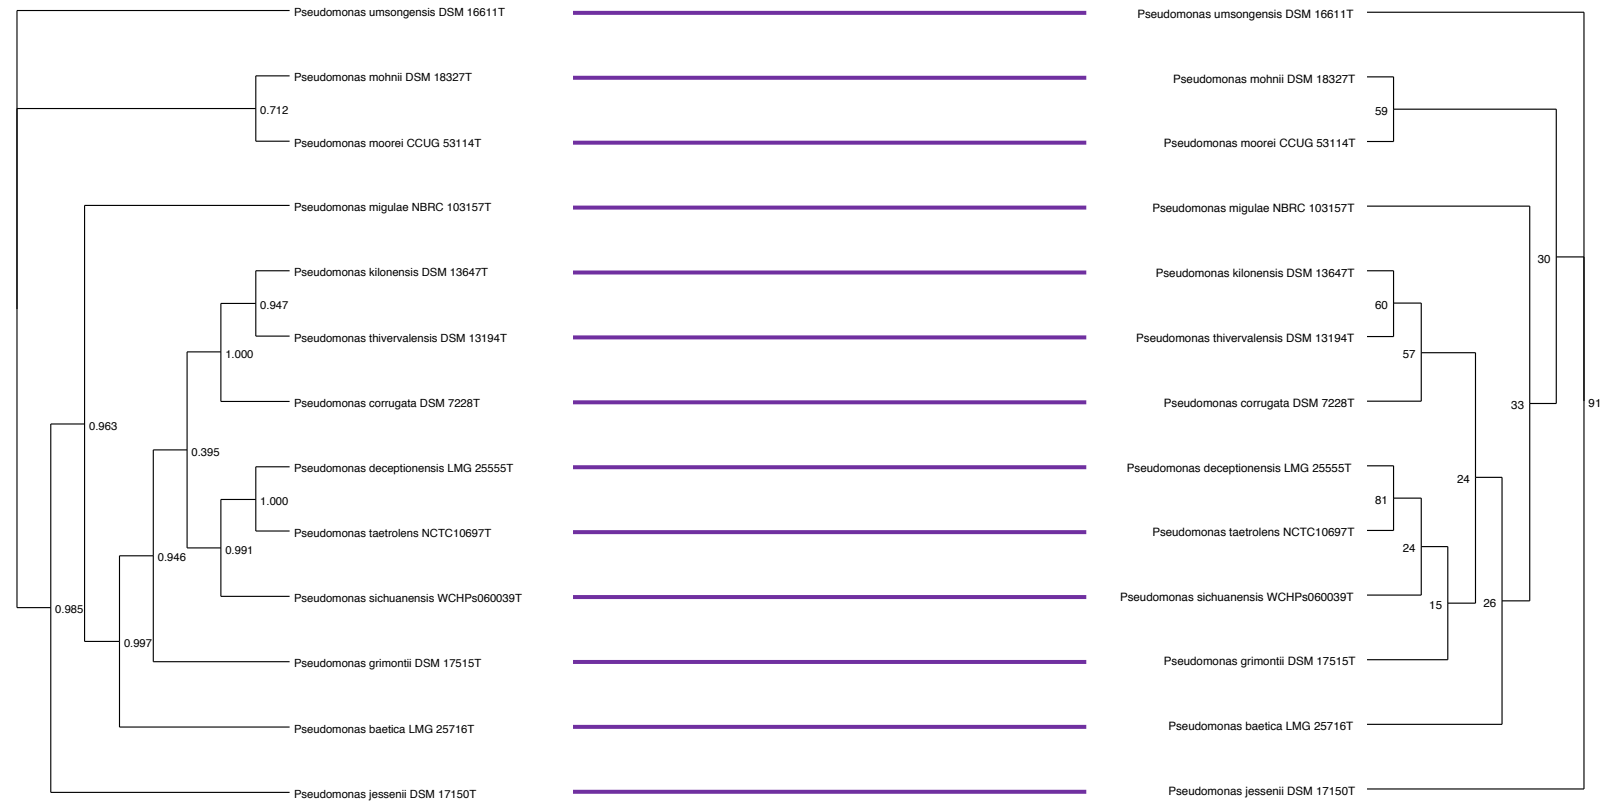 Pseudomonas umsongensis DSM 16611T
Pseudomonas umsongensis DSM 16611T
Pseudomonas mohnii DSM 18327T
Pseudomonas mohnii DSM 18327T
0.712
59
Pseudomonas moorei CCUG 53114T
Pseudomonas moorei CCUG 53114T
Pseudomonas migulae NBRC 103157T
Pseudomonas migulae NBRC 103157T
30
Pseudomonas kilonensis DSM 13647T
Pseudomonas kilonensis DSM 13647T
0.947
60
Pseudomonas thivervalensis DSM 13194T
Pseudomonas thivervalensis DSM 13194T
1.000
57
Pseudomonas corrugata DSM 7228T
Pseudomonas corrugata DSM 7228T
33
91
0.963
0.395
Pseudomonas deceptionensis LMG 25555T
Pseudomonas deceptionensis LMG 25555T
24
1.000
81
Pseudomonas taetrolens NCTC10697T
Pseudomonas taetrolens NCTC10697T
0.991
24
0.946
Pseudomonas sichuanensis WCHPs060039T
Pseudomonas sichuanensis WCHPs060039T
0.985
15
26
0.997
Pseudomonas grimontii DSM 17515T
Pseudomonas grimontii DSM 17515T
Pseudomonas baetica LMG 25716T
Pseudomonas baetica LMG 25716T
Pseudomonas jessenii DSM 17150T
Pseudomonas jessenii DSM 17150T